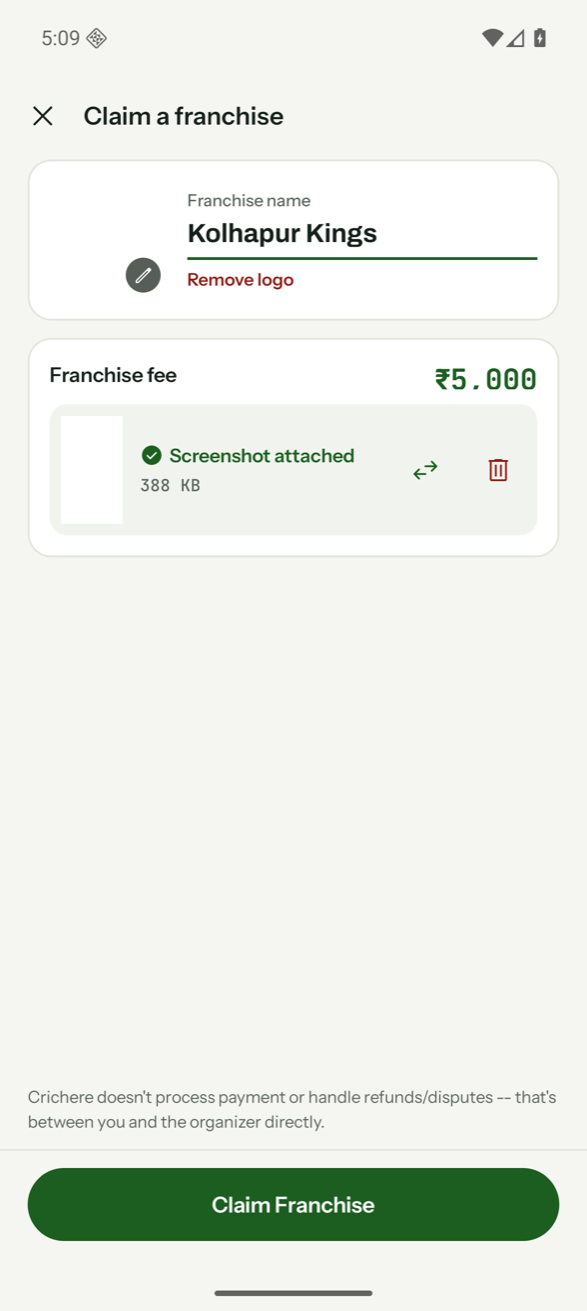 5:09
Claim a franchise
Franchise name
Kolhapur Kings
Remove logo
Franchise fee
₹5,000
Screenshot attached
388 KB
Crichere doesn't process payment or handle refunds/disputes -- that's
between you and the organizer directly.
Claim Franchise